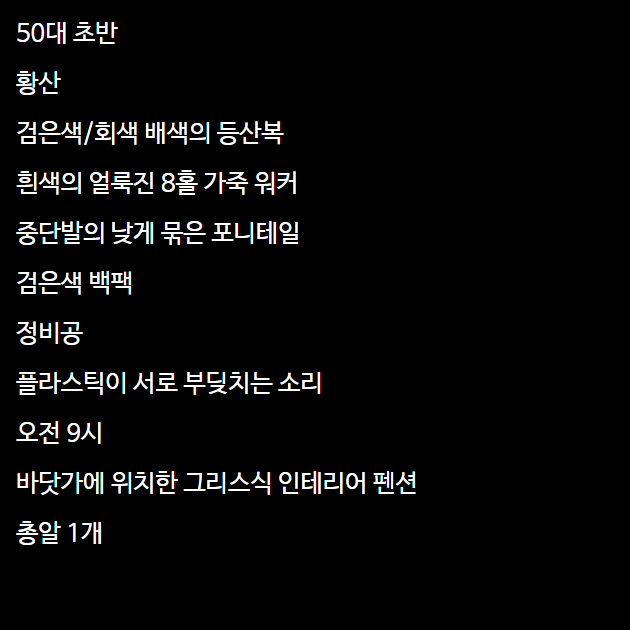 50대 초반
황산
검은색/회색 배색의 등산복
흰색의 얼룩진 8홀 가죽 워커
중단발의 낮게 묶은 포니테일
검은색 백팩
정비공
플라스틱이 서로 부딪치는 소리
오전 9시
바닷가에 위치한 그리스식 인테리어 펜션
총알 1개